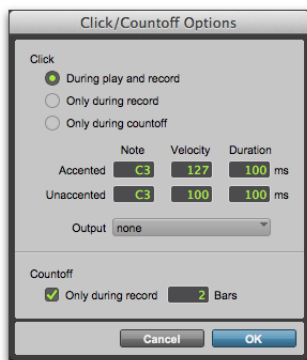 Click/Countoff Options
Click
During play and record
Only during record
Only during countoff
Note Velocity Duration
Accented C3 127 100 ms
Unaccented C3 100 100 ms
Output none
Countoff
Only during record 2 Bars
Cancel OK